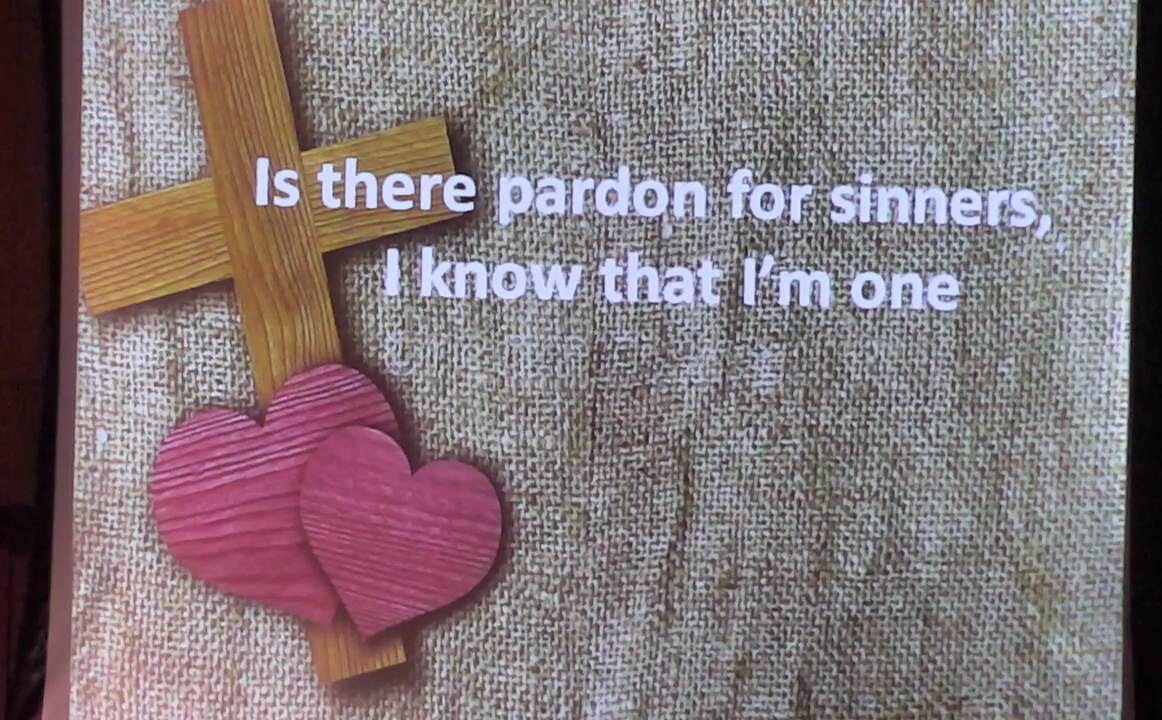 Is there pardon for sinners,
I know that I'm one